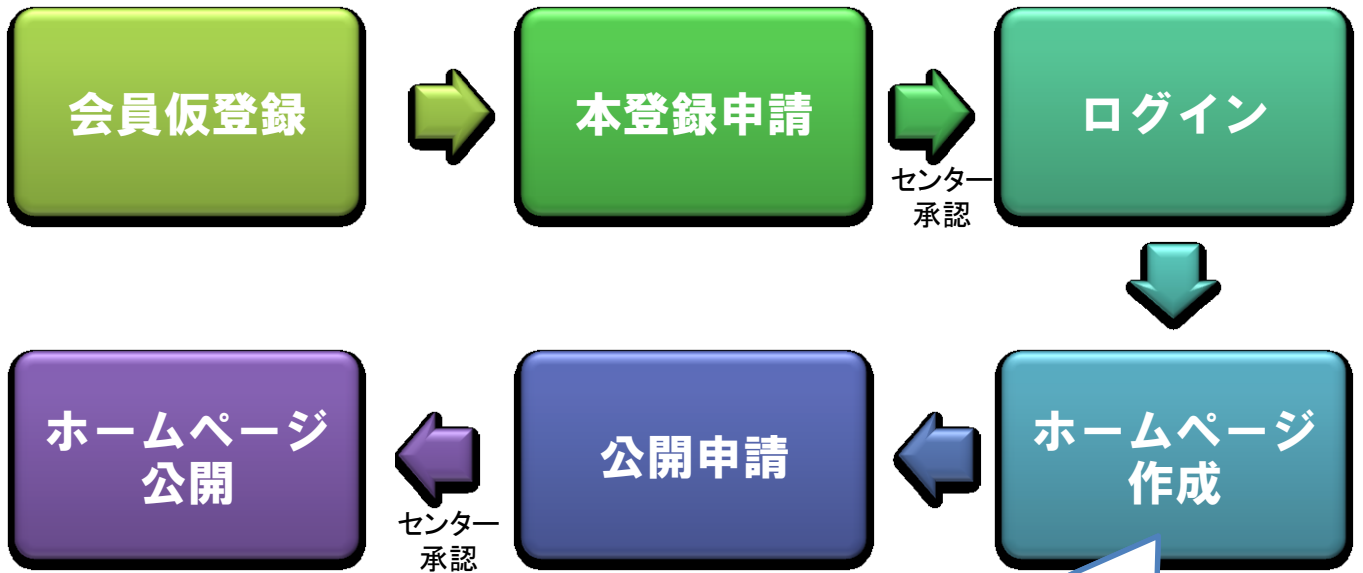 会員仮登録
本登録申請
センター
承認
ログイン
ホームページ
作成
公開申請
センター
承認
ホームページ
公開